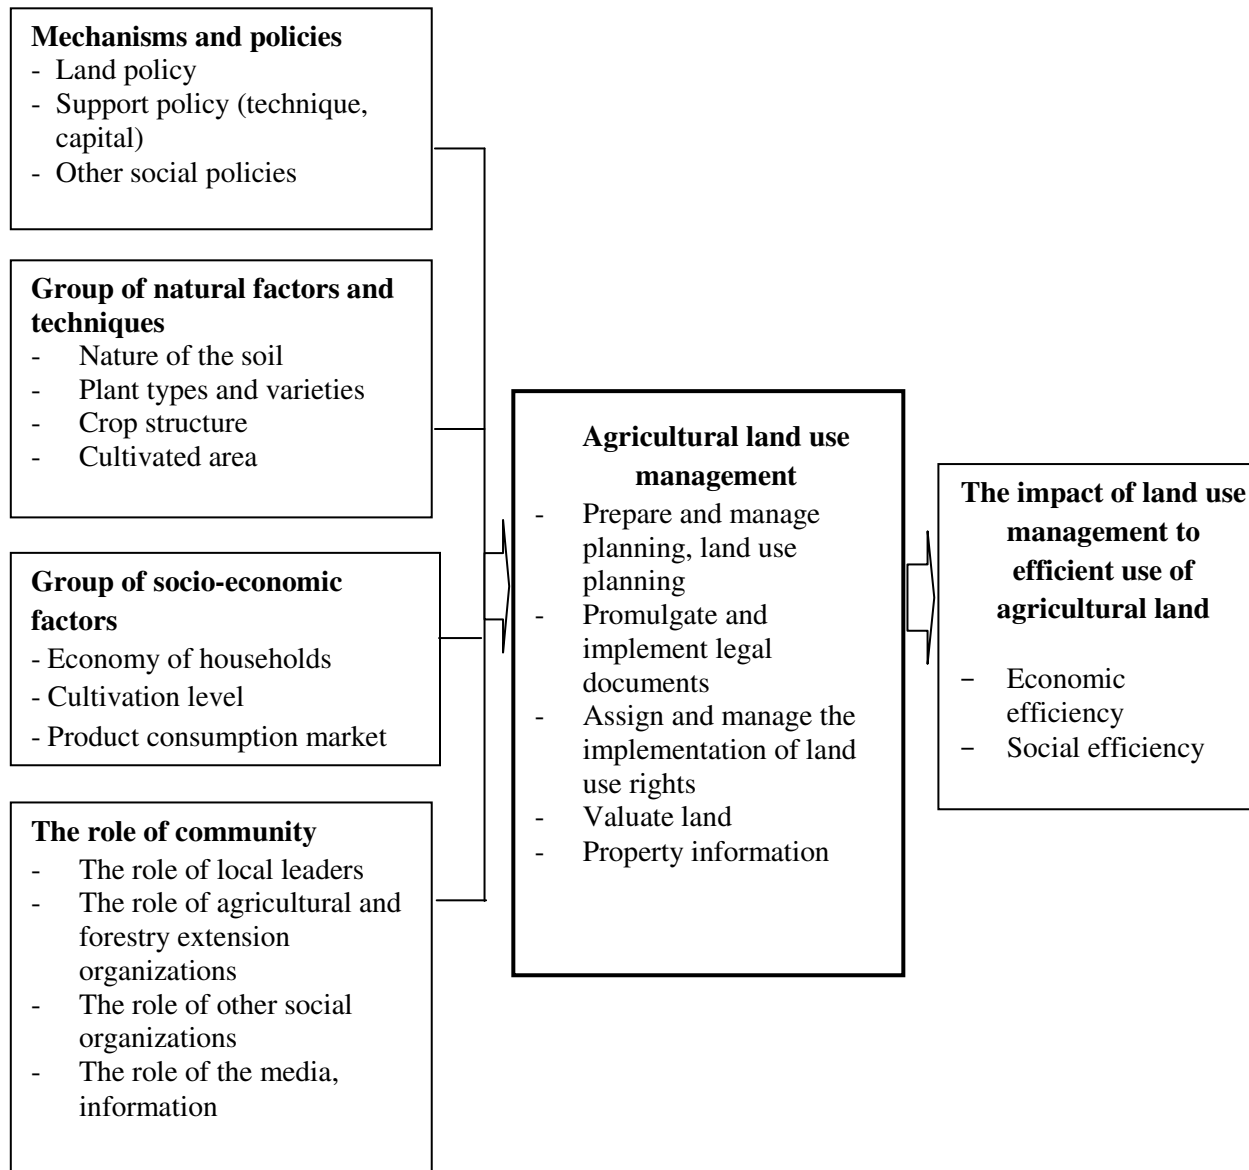 Mechanisms and policies
- Land policy
- Support policy (technique,
capital)
- Other social policies
Group of natural factors and
techniques
- Nature of the soil
- Plant types and varieties
- Crop structure
- Cultivated area
Group of socio-economic
factors
- Economy of households
- Cultivation level
- Product consumption market
The role of community
- The role of local leaders
- The role of agricultural and
forestry extension
organizations
- The role of other social
organizations
- The role of the media,
information
Agricultural land use
management
- Prepare and manage
planning, land use
planning
- Promulgate and
implement legal
documents
- Assign and manage the
implementation of land
use rights
- Valuate land
- Property information
The impact of land use
management to
efficient use of
agricultural land
− Economic
efficiency
− Social efficiency